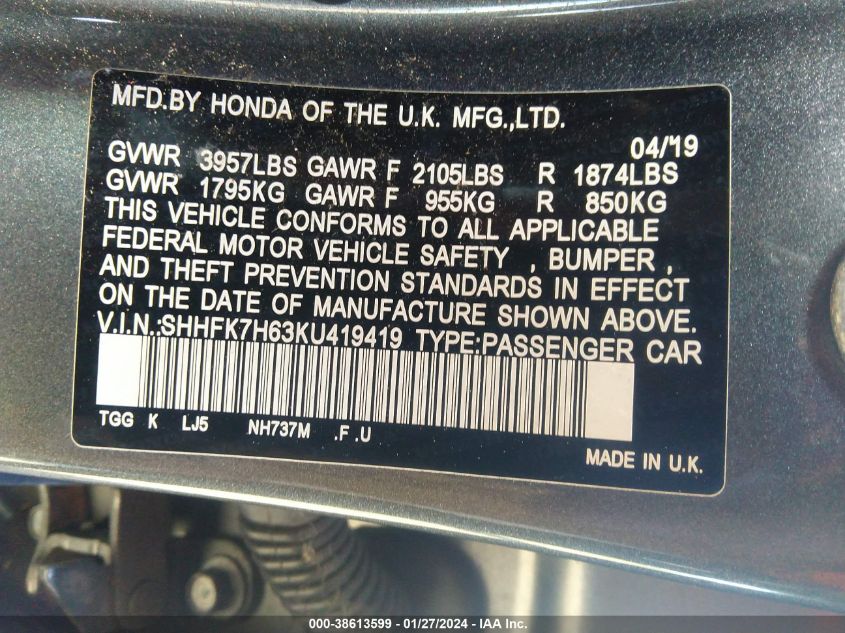 MFD.BY HONDA OF THE U.K. MFG.,LTD.
04/'19
GVWR 3957LBS GAWR F 2105LBS R 1874LBS
GVWR 1795KG GAWR F 955KG R 850KG
THIS VEHICLE CONFORMS TO ALL APPLICABLE
FEDERAL MOTOR VEHICLE SAFETY , BUMPER ,
AND THEFT PREVENTION STANDARDS IN EFFECT
ON THE DATE OF MANUFACTURE SHOWN ABOVE.
V.I.N.:SHHFK7H63KU419419 TYPE:PASSENGER CAR
TGG K LJ5 NH737M .F .U
MADE IN U.K.
000-38613599 - 01/27/2024 - IAA Inc.